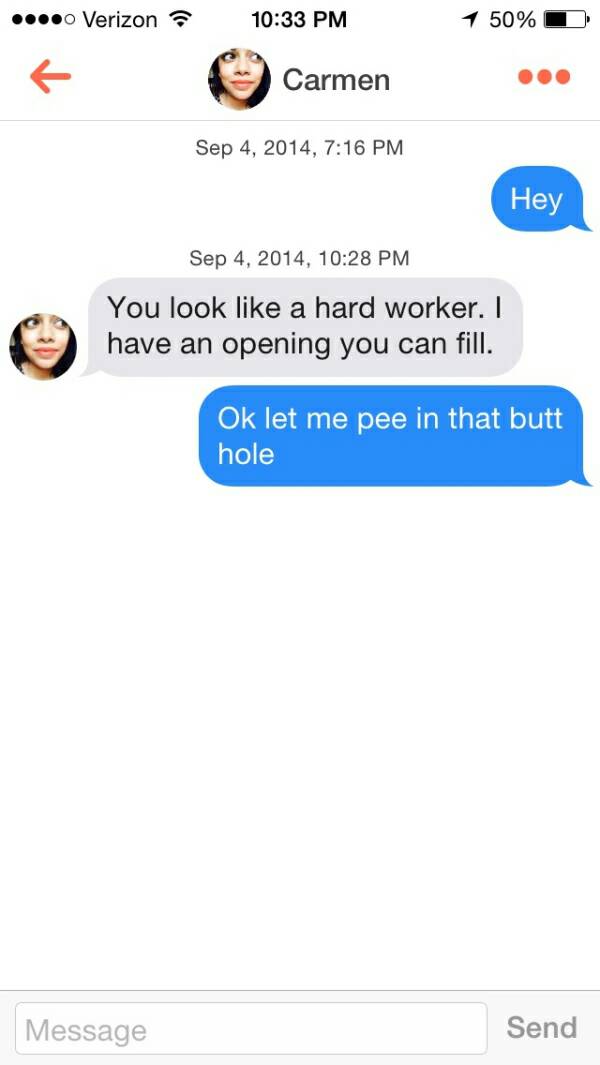 Verizon 10:33 PM 50%
Carmen
Sep 4, 2014, 7:16 PM
Hey
Sep 4, 2014, 10:28 PM
You look like a hard worker. I
have an opening you can fill.
Ok let me pee in that butt
hole
Message Send